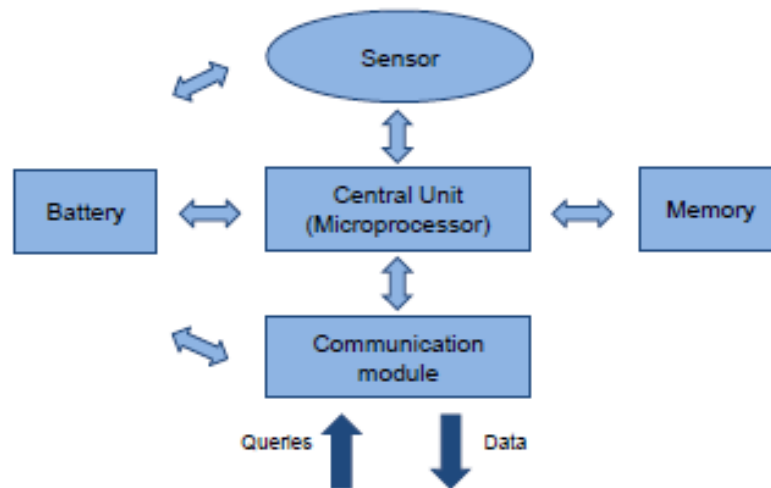 Sensor
Battery
Central Unit
(Microprocessor)
Memory
Communication
module
Queries
Data